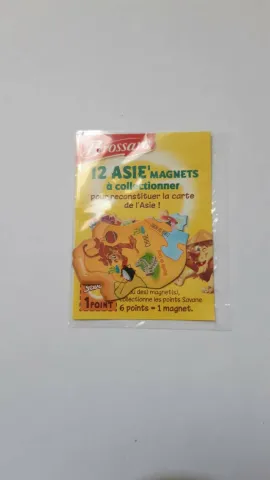 Brossard
12 ASIE' MAGNETS
à collectionner
pour reconstituer la carte
de l'Asie !
1 POINT
collectionne les points Savane
6 points = 1 magnet.